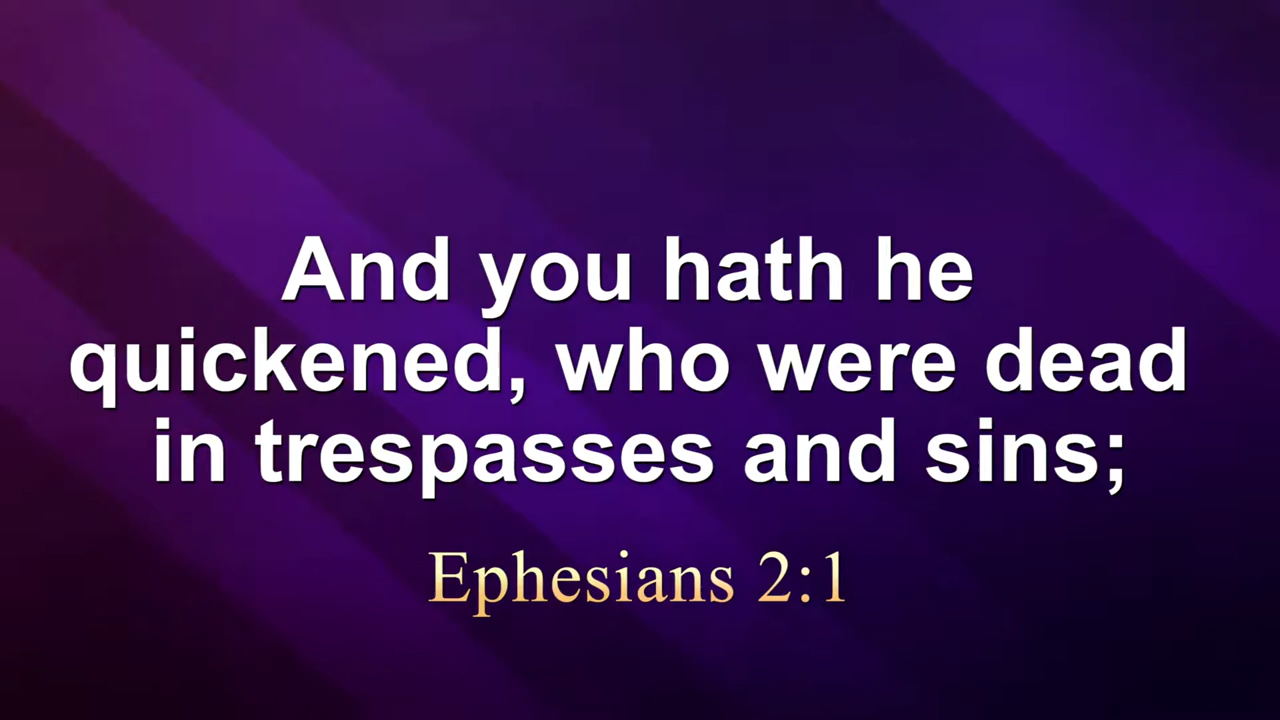 And you hath he
quickened, who were dead
in trespasses and sins;
Ephesians 2:1